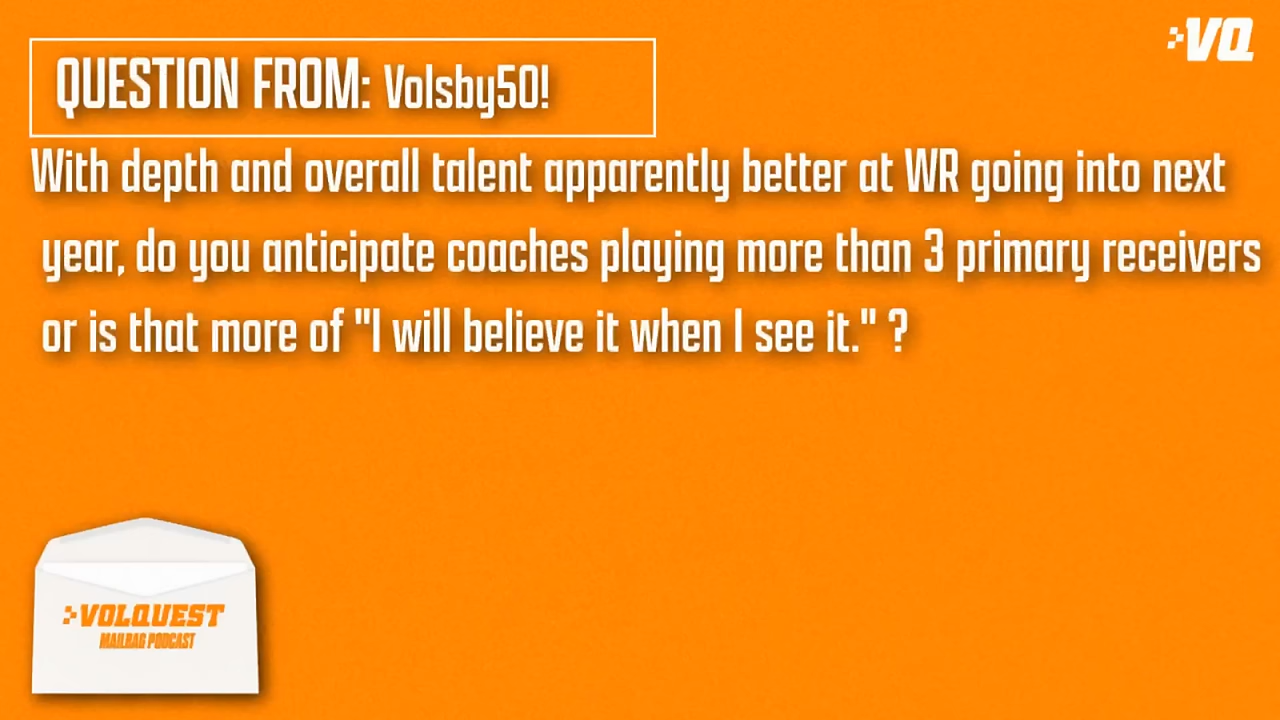 VQ
QUESTION FROM: Volsby50!
With depth and overall talent apparently better at WR going into next
year, do you anticipate coaches playing more than 3 primary receivers
or is that more of "I will believe it when I see it." ?
VOLQUEST
MAILBAG PODCAST